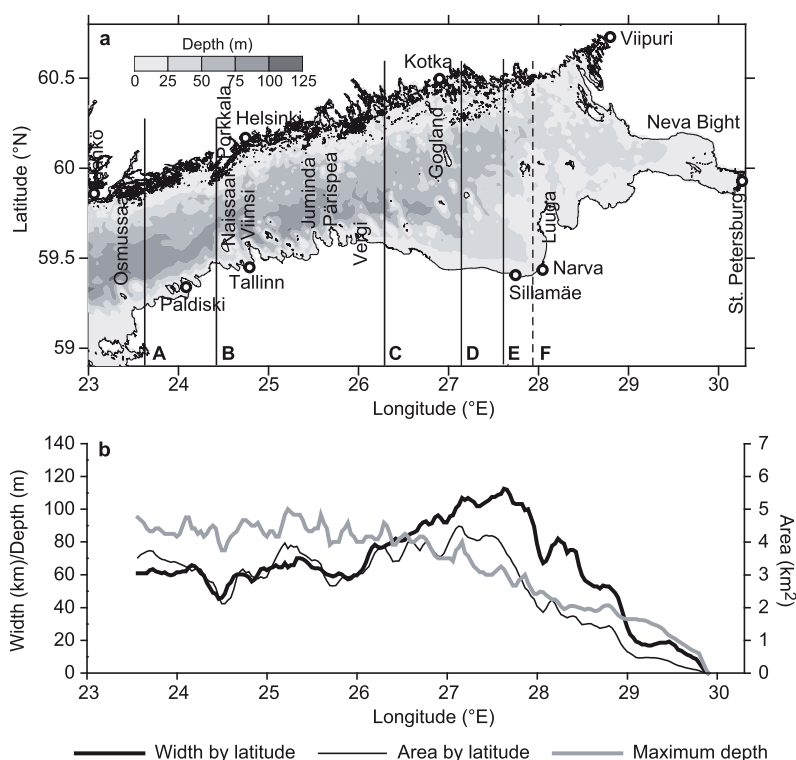 a
Depth (m)
0 25 50 75 100 125
Viipuri
Kotka
Helsinki
Porkkala
Neva Bight
Gogland
Osmussaar
Naissaar
Viimsi
Juminda
Pärispea
Vergi
Luuga
St. Petersburg
Narva
Sillamäe
Tallinn
Paldiski
A B C D E F
60.5
60
59.5
59
Latitude (°N)
23 24 25 26 27 28 29 30
Longitude (°E)
b
140
120
100
80
60
40
20
0
Width (km)/Depth (m)
7
6
5
4
3
2
1
0
Area (km²)
23 24 25 26 27 28 29 30
Longitude (°E)
Width by latitude Area by latitude Maximum depth